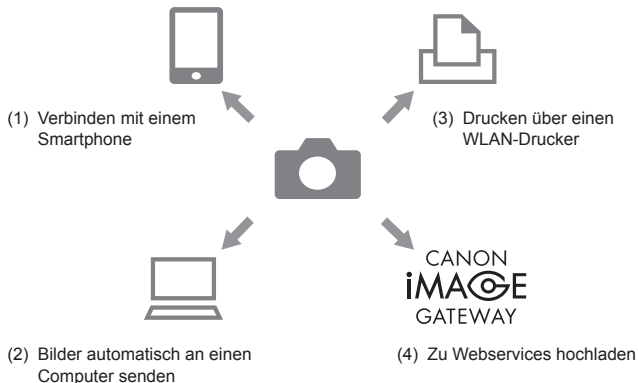 (1) Verbinden mit einem
Smartphone
(3) Drucken über einen
WLAN-Drucker
(2) Bilder automatisch an einen
Computer senden
CANON
iMAGE
GATEWAY
(4) Zu Webservices hochladen